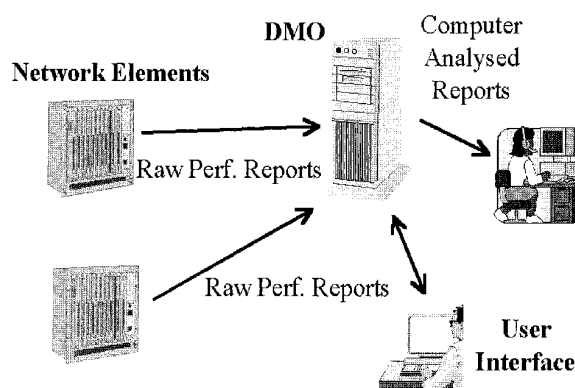 DMO
Computer
Analysed
Reports
Network Elements
Raw Perf. Reports
Raw Perf. Reports
User
Interface